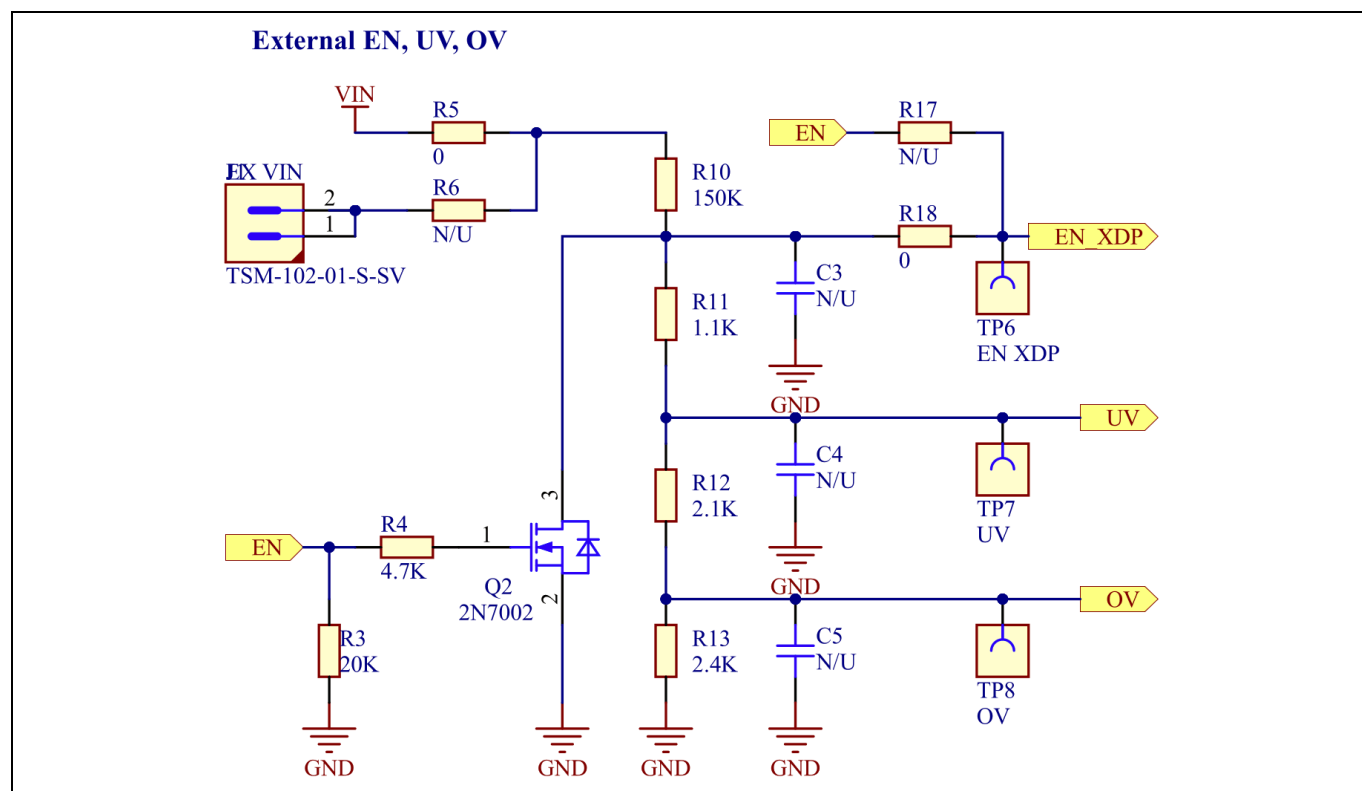 External EN, UV, OV
VIN
R5
0
J1
EX VIN
2
1
TSM-102-01-S-SV
R6
N/U
R10
150K
EN
R17
N/U
R18
0
EN_XDP
TP6
EN XDP
C3
N/U
GND
R11
1.1K
UV
TP7
UV
C4
N/U
GND
R12
2.1K
OV
TP8
OV
C5
N/U
GND
R13
2.4K
GND
EN
R4
4.7K
1
3
2
Q2
2N7002
GND
R3
20K
GND